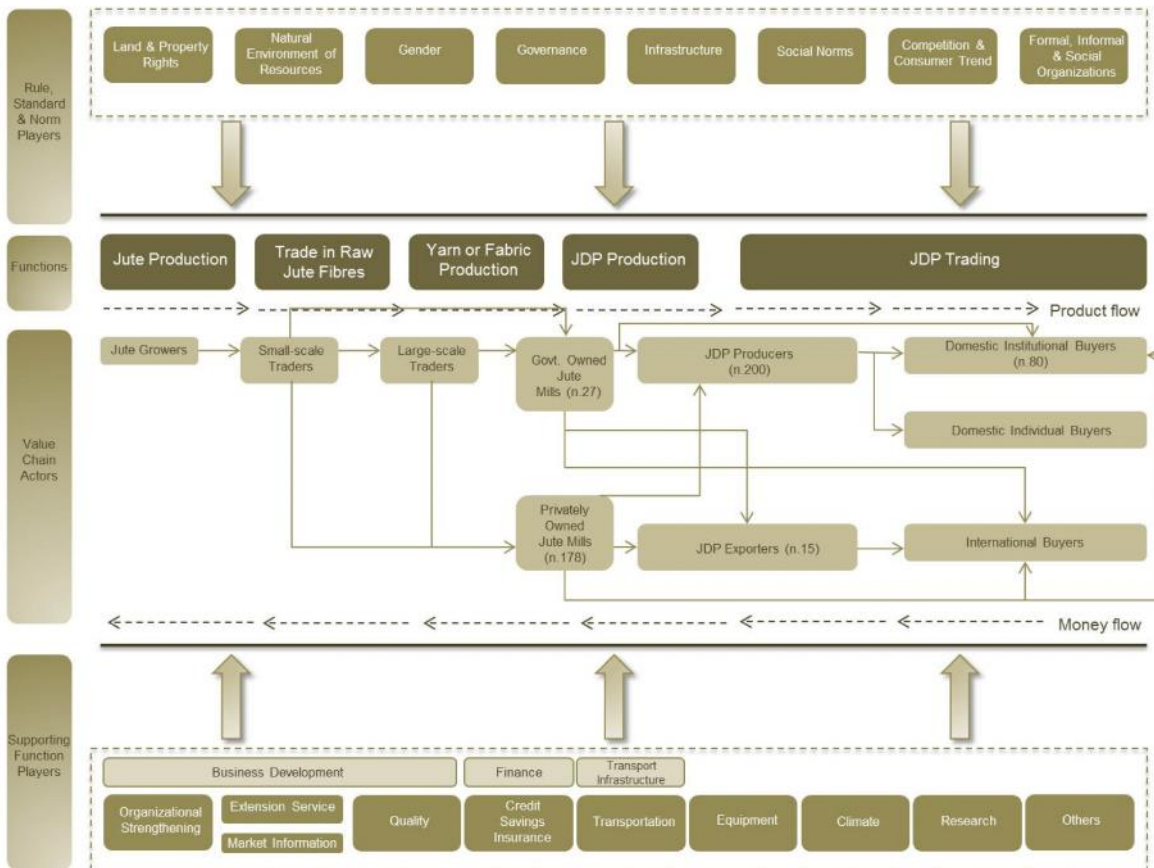 Rule,
Standard
& Norm
Players
Land & Property
Rights
Natural
Environment of
Resources
Gender
Governance
Infrastructure
Social Norms
Competition &
Consumer Trend
Formal, Informal
& Social
Organizations
Functions
Jute Production
Trade in Raw
Jute Fibres
Yarn or Fabric
Production
JDP Production
JDP Trading
Product flow
Value
Chain
Actors
Jute Growers
Small-scale
Traders
Large-scale
Traders
Govt. Owned
Jute
Mills (n.27)
JDP Producers
(n.200)
Domestic Institutional Buyers
(n.80)
Domestic Individual Buyers
Privately
Owned
Jute Mills
(n.178)
JDP Exporters (n.15)
International Buyers
Money flow
Supporting
Function
Players
Business Development
Finance
Transport
Infrastructure
Organizational
Strengthening
Extension Service
Market Information
Quality
Credit
Savings
Insurance
Transportation
Equipment
Climate
Research
Others